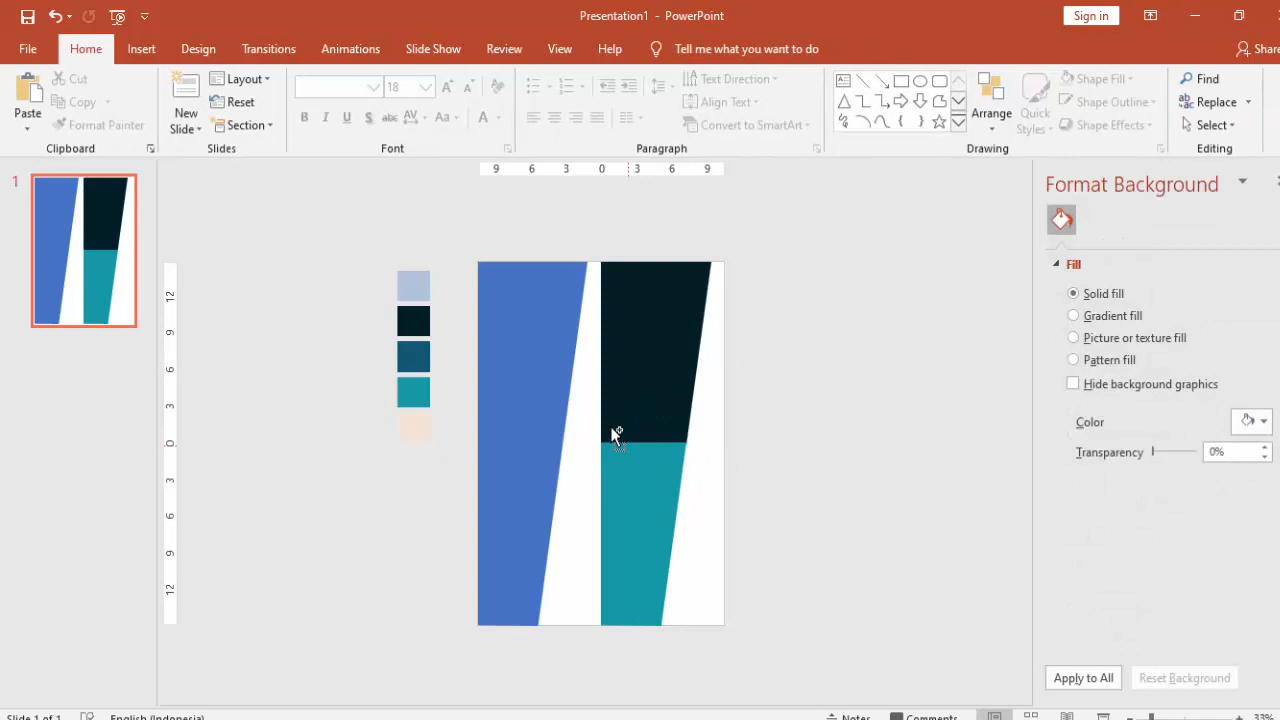 Presentation1 - PowerPoint
Sign in
File Home Insert Design Transitions Animations Slide Show Review View Help Tell me what you want to do Share
Paste
Cut
Copy
Format Painter
Clipboard
New Slide
Layout
Reset
Section
Slides
18
B I U S abc AV Aa A
Font
Text Direction
Align Text
Convert to SmartArt
Paragraph
Arrange
Quick Styles
Shape Fill
Shape Outline
Shape Effects
Drawing
Find
Replace
Select
Editing
1
9 6 3 0 3 6 9
12
9
6
3
0
3
6
9
12
Format Background
Fill
Solid fill
Gradient fill
Picture or texture fill
Pattern fill
Hide background graphics
Color
Transparency 0%
Apply to All Reset Background
Slide 1 of 1 English (Indonesia) Notes Comments 33%